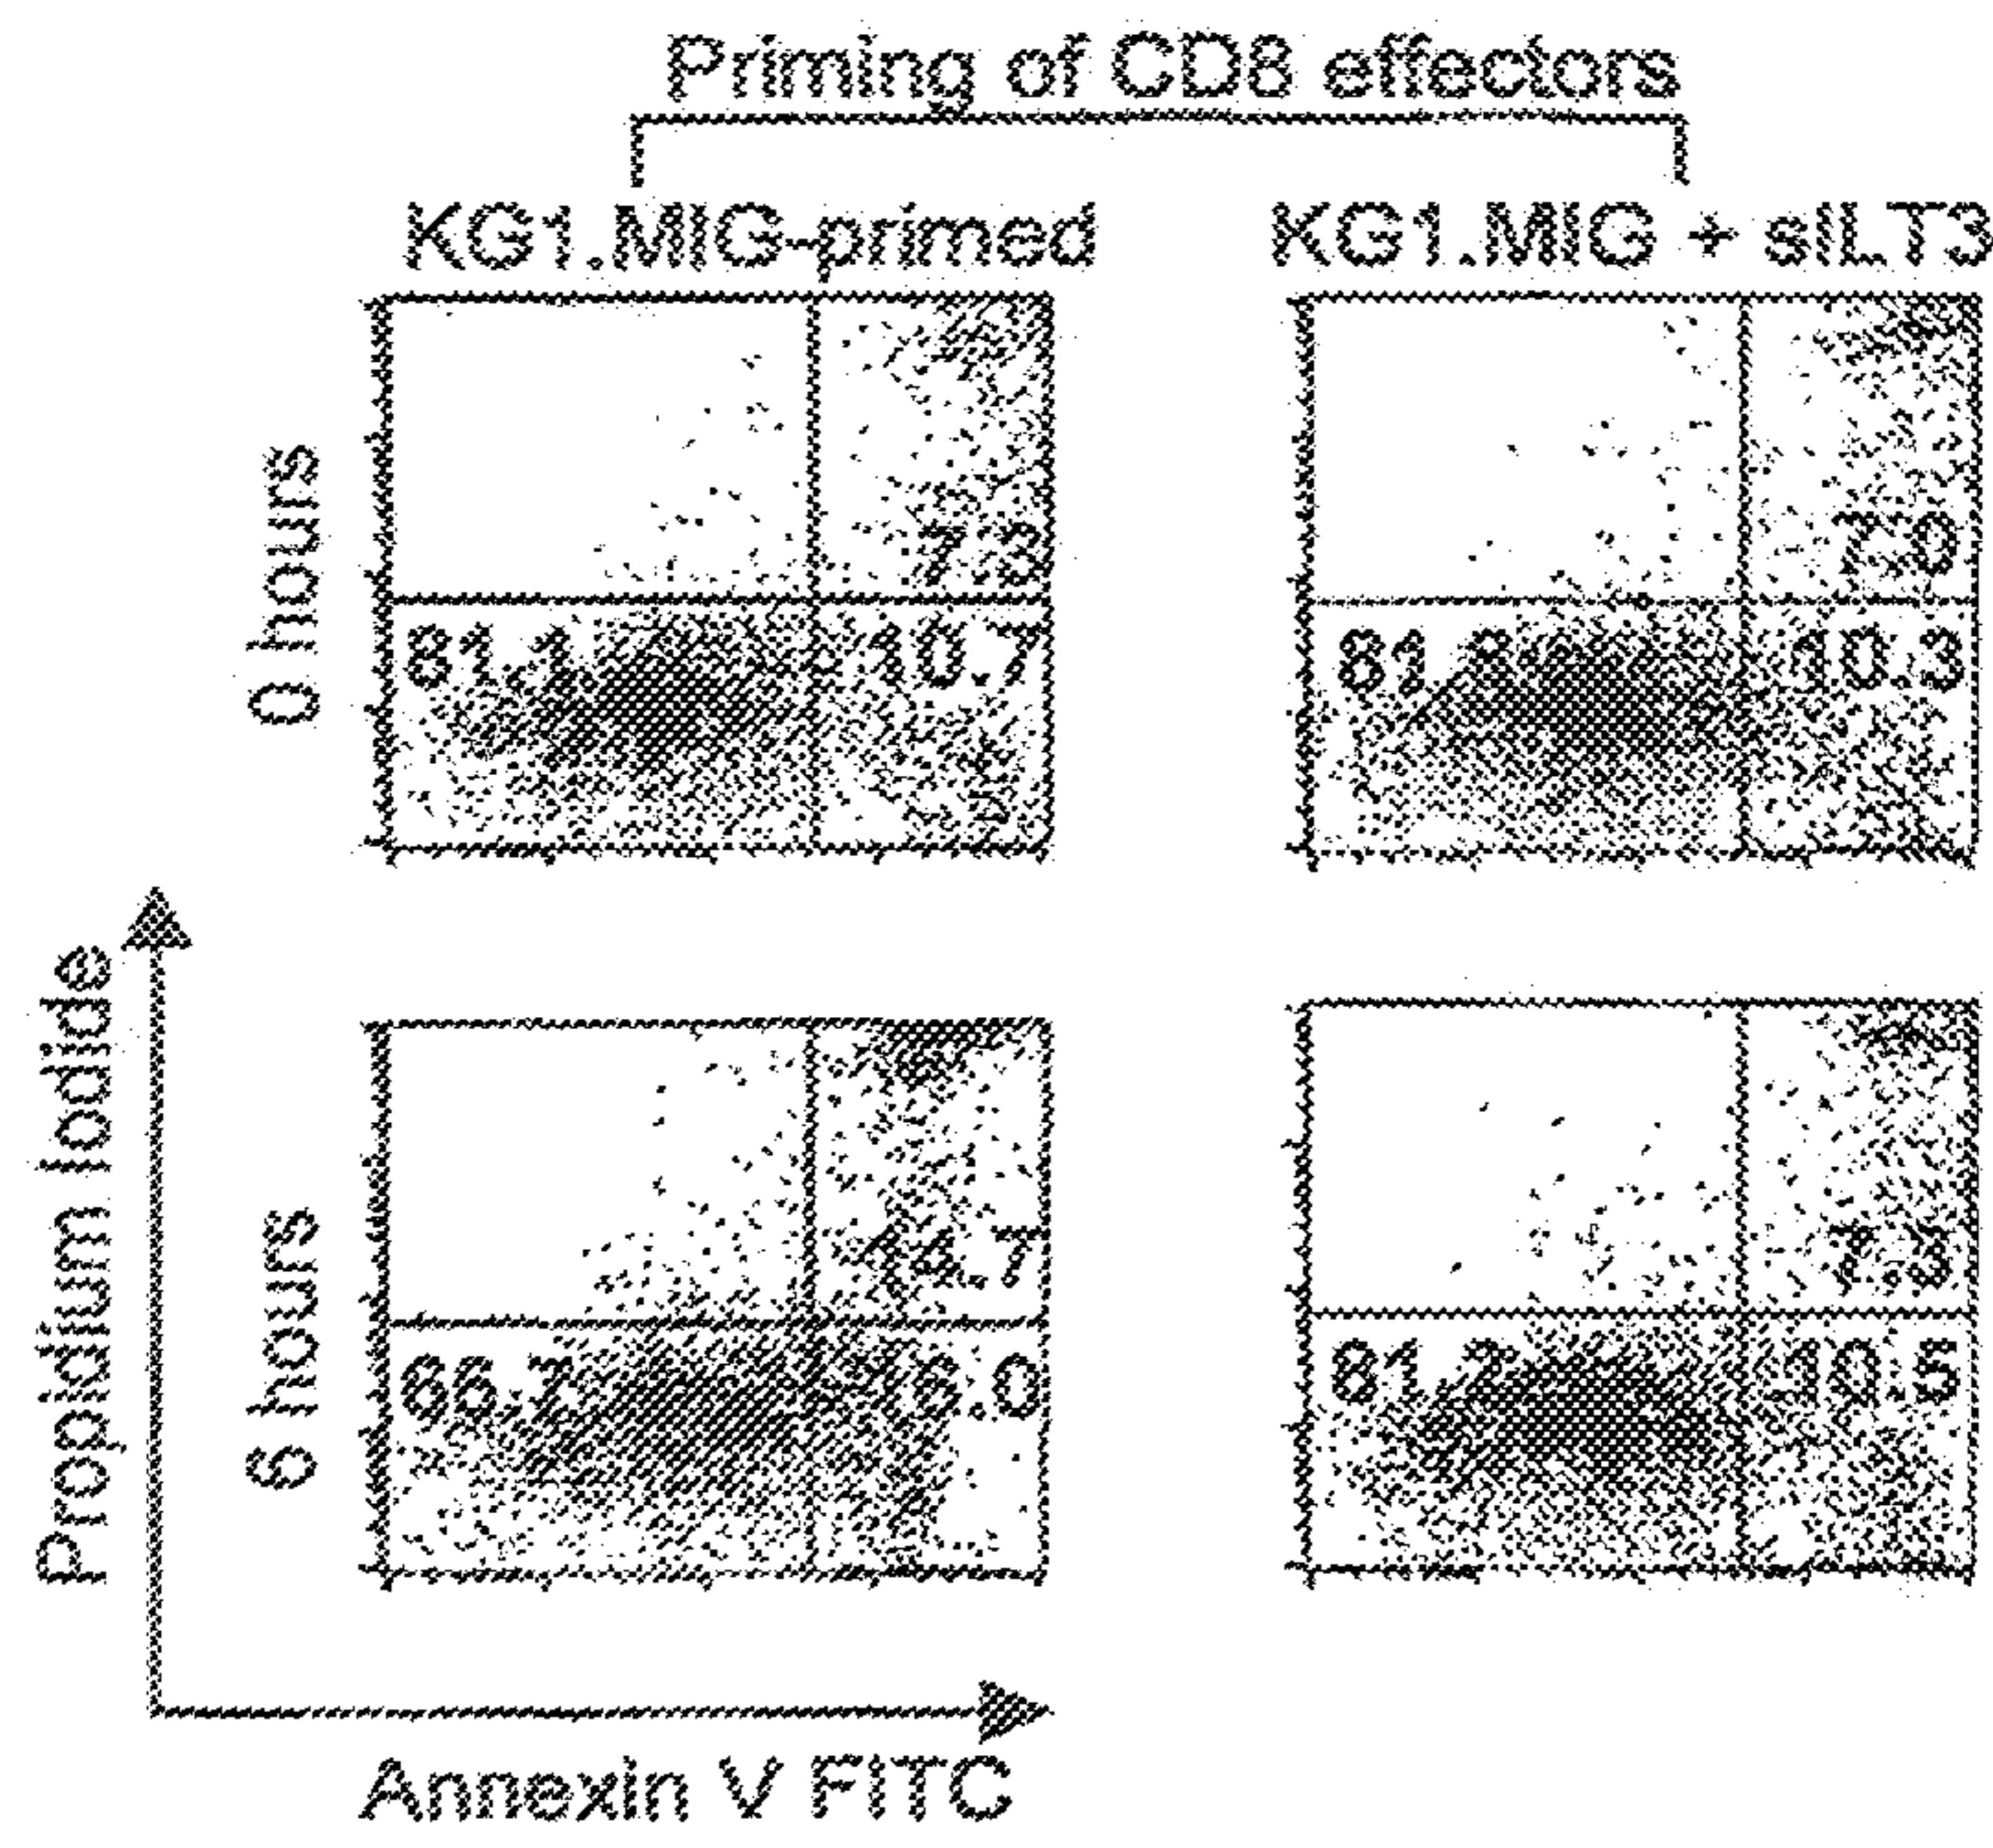 Priming of CD8 effectors
KG1.MIG-primed
KG1.MIG + sILT3
0 hours
7.3
81.1
10.7
7.0
81.8
10.3
Propidium Iodide
6 hours
14.7
66.7
16.0
7.3
81.2
10.5
Annexin V FITC